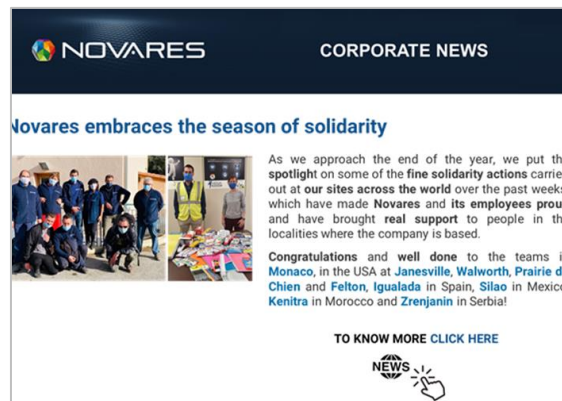 NOVARES
CORPORATE NEWS
Novares embraces the season of solidarity
As we approach the end of the year, we put th
spotlight on some of the fine solidarity actions carrie
out at our sites across the world over the past weeks
which have made Novares and its employees prou
and have brought real support to people in th
localities where the company is based.
Congratulations and well done to the teams i
Monaco, in the USA at Janesville, Walworth, Prairie d
Chien and Felton, Igualada in Spain, Silao in Mexico
Kenitra in Morocco and Zrenjanin in Serbia!
TO KNOW MORE CLICK HERE
NEWS